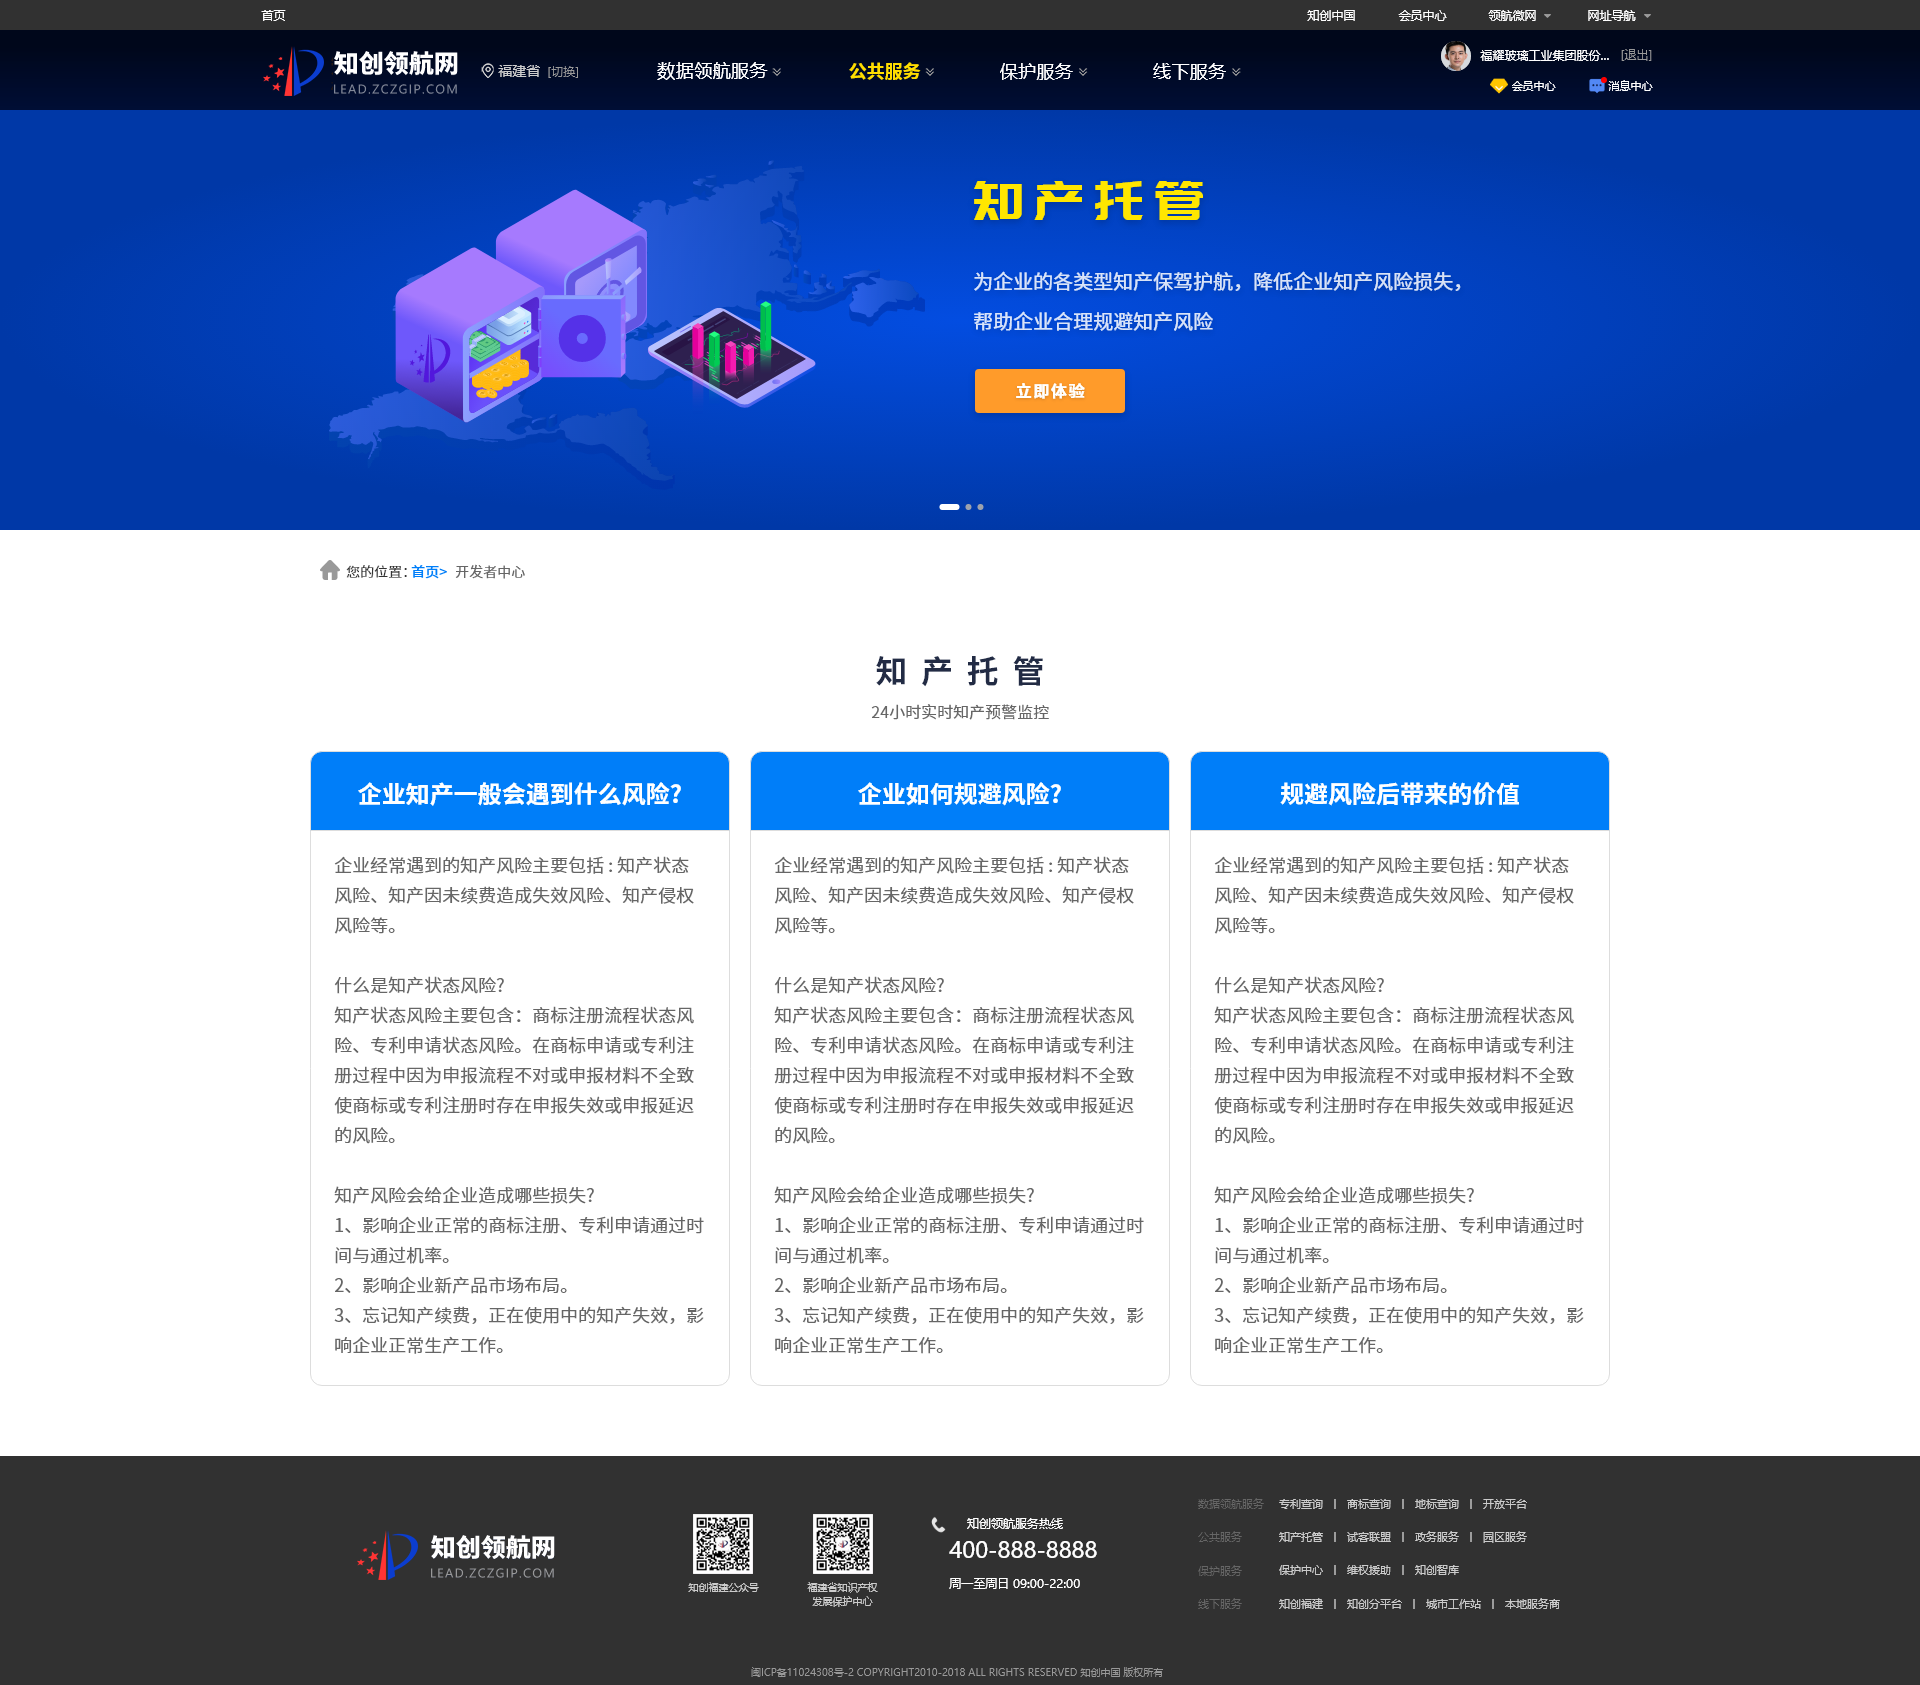 首页
知创中国 会员中心 领航微网 网址导航
知创领航网
LEAD.ZCZGIP.COM
福建省 [切换]
数据领航服务 公共服务 保护服务 线下服务
福耀玻璃工业集团股份... [退出]
会员中心 消息中心
知产托管
为企业的各类型知产保驾护航，降低企业知产风险损失，
帮助企业合理规避知产风险
立即体验
您的位置：首页> 开发者中心
知产托管
24小时实时知产预警监控
企业知产一般会遇到什么风险?
企业经常遇到的知产风险主要包括：知产状态
风险、知产因未续费造成失效风险、知产侵权
风险等。
什么是知产状态风险?
知产状态风险主要包含：商标注册流程状态风
险、专利申请状态风险。在商标申请或专利注
册过程中因为申报流程不对或申报材料不全致
使商标或专利注册时存在申报失效或申报延迟
的风险。
知产风险会给企业造成哪些损失?
1、影响企业正常的商标注册、专利申请通过时
间与通过机率。
2、影响企业新产品市场布局。
3、忘记知产续费，正在使用中的知产失效，影
响企业正常生产工作。
企业如何规避风险?
企业经常遇到的知产风险主要包括：知产状态
风险、知产因未续费造成失效风险、知产侵权
风险等。
什么是知产状态风险?
知产状态风险主要包含：商标注册流程状态风
险、专利申请状态风险。在商标申请或专利注
册过程中因为申报流程不对或申报材料不全致
使商标或专利注册时存在申报失效或申报延迟
的风险。
知产风险会给企业造成哪些损失?
1、影响企业正常的商标注册、专利申请通过时
间与通过机率。
2、影响企业新产品市场布局。
3、忘记知产续费，正在使用中的知产失效，影
响企业正常生产工作。
规避风险后带来的价值
企业经常遇到的知产风险主要包括：知产状态
风险、知产因未续费造成失效风险、知产侵权
风险等。
什么是知产状态风险?
知产状态风险主要包含：商标注册流程状态风
险、专利申请状态风险。在商标申请或专利注
册过程中因为申报流程不对或申报材料不全致
使商标或专利注册时存在申报失效或申报延迟
的风险。
知产风险会给企业造成哪些损失?
1、影响企业正常的商标注册、专利申请通过时
间与通过机率。
2、影响企业新产品市场布局。
3、忘记知产续费，正在使用中的知产失效，影
响企业正常生产工作。
知创领航网
LEAD.ZCZGIP.COM
知创福建公众号
福建省知识产权
发展保护中心
知创领航服务热线
400-888-8888
周一至周日 09:00-22:00
数据领航服务 专利查询 | 商标查询 | 地标查询 | 开放平台
公共服务 知产托管 | 试客联盟 | 政务服务 | 园区服务
保护服务 保护中心 | 维权援助 | 知创智库
线下服务 知创福建 | 知创分平台 | 城市工作站 | 本地服务商
闽ICP备11024308号-2 COPYRIGHT2010-2018 ALL RIGHTS RESERVED 知创中国 版权所有